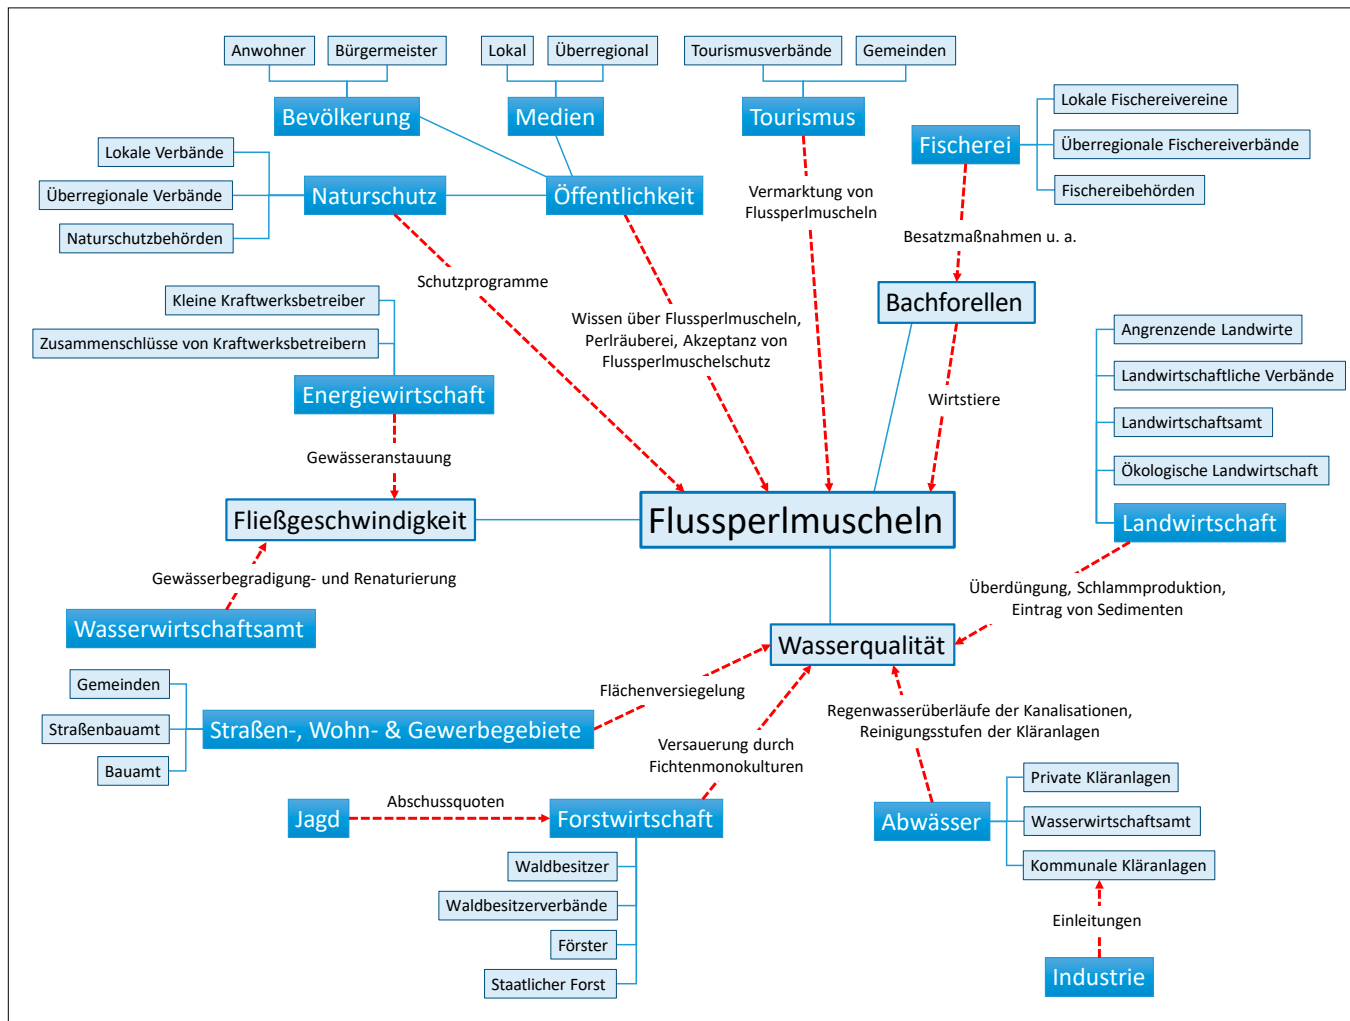 Anwohner
Bürgermeister
Lokal
Überregional
Tourismusverbände
Gemeinden
Bevölkerung
Medien
Tourismus
Fischerei
Lokale Fischereivereine
Überregionale Fischereiverbände
Fischereibehörden
Lokale Verbände
Überregionale Verbände
Naturschutzbehörden
Naturschutz
Öffentlichkeit
Vermarktung von
Flussperlmuscheln
Besatzmaßnahmen u. a.
Schutzprogramme
Bachforellen
Kleine Kraftwerksbetreiber
Zusammenschlüsse von Kraftwerksbetreibern
Energiewirtschaft
Wissen über Flussperlmuscheln,
Perlräuberei, Akzeptanz von
Flussperlmuschelschutz
Wirtstiere
Angrenzende Landwirte
Landwirtschaftliche Verbände
Landwirtschaftsamt
Ökologische Landwirtschaft
Landwirtschaft
Gewässeranstauung
Fließgeschwindigkeit
Flussperlmuscheln
Gewässerbegradigung- und Renaturierung
Wasserwirtschaftsamt
Überdüngung, Schlammproduktion,
Eintrag von Sedimenten
Wasserqualität
Gemeinden
Straßenbauamt
Bauamt
Straßen-, Wohn- & Gewerbegebiete
Flächenversiegelung
Versauerung durch
Fichtenmonokulturen
Regenwasserüberläufe der Kanalisationen,
Reinigungsstufen der Kläranlagen
Jagd
Abschussquoten
Forstwirtschaft
Waldbesitzer
Waldbesitzerverbände
Förster
Staatlicher Forst
Abwässer
Private Kläranlagen
Wasserwirtschaftsamt
Kommunale Kläranlagen
Einleitungen
Industrie